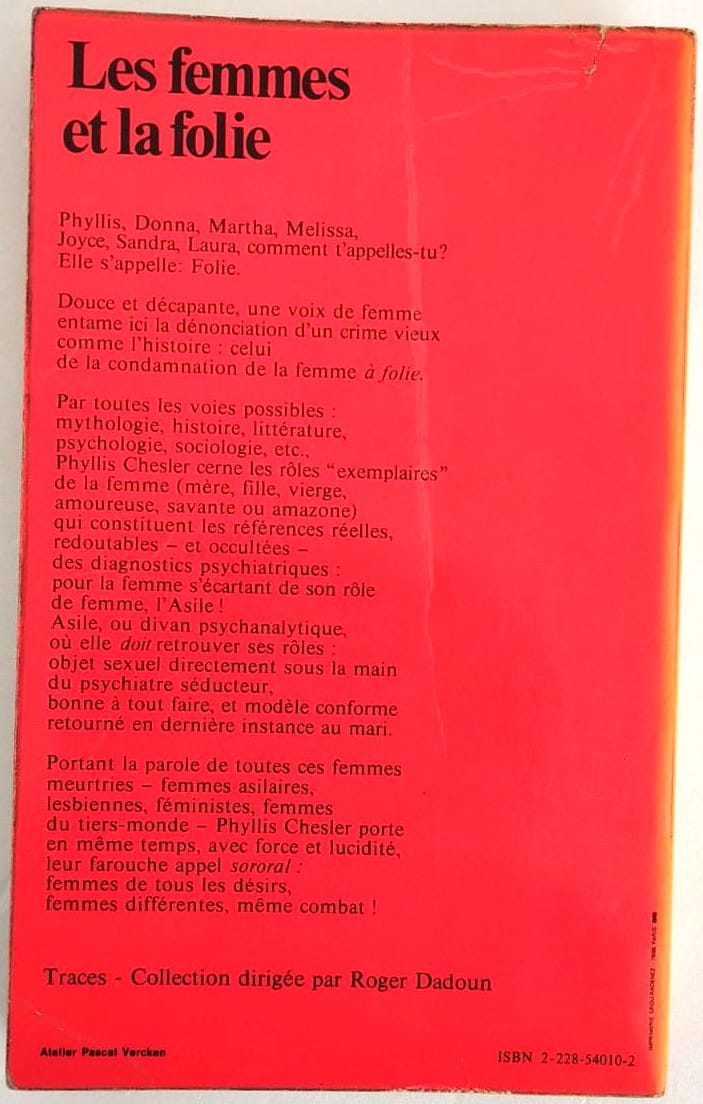 Les femmes
et la folie
Phyllis, Donna, Martha, Melissa,
Joyce, Sandra, Laura, comment t'appelles-tu?
Elle s'appelle: Folie.
Douce et décapante, une voix de femme
entame ici la dénonciation d'un crime vieux
comme l'histoire : celui
de la condamnation de la femme à folie.
Par toutes les voies possibles :
mythologie, histoire, littérature,
psychologie, sociologie, etc.,
Phyllis Chesler cerne les rôles "exemplaires"
de la femme (mère, fille, vierge,
amoureuse, savante ou amazone)
qui constituent les références réelles,
redoutables – et occultées –
des diagnostics psychiatriques :
pour la femme s'écartant de son rôle
de femme, l'Asile !
Asile, ou divan psychanalytique,
où elle doit retrouver ses rôles :
objet sexuel directement sous la main
du psychiatre séducteur,
bonne à tout faire, et modèle conforme
retourné en dernière instance au mari.
Portant la parole de toutes ces femmes
meurtries – femmes asilaires,
lesbiennes, féministes, femmes
du tiers-monde – Phyllis Chesler porte
en même temps, avec force et lucidité,
leur farouche appel sororal :
femmes de tous les désirs,
femmes différentes, même combat !
Traces - Collection dirigée par Roger Dadoun
Atelier Pascal Vercken
ISBN 2-228-54010-2
IMPRIMERIE
PARIS